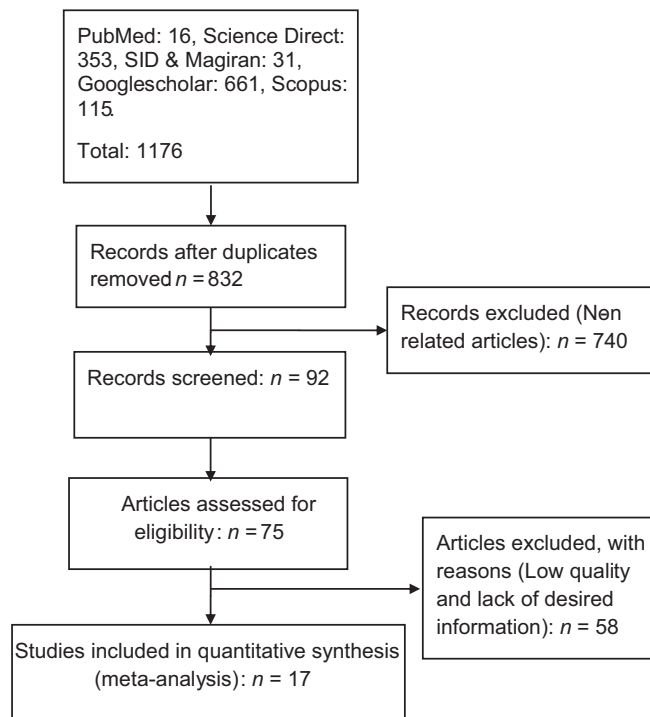 PubMed: 16, Science Direct:
353, SID & Magiran: 31,
Googlescholar: 661, Scopus:
115.
Total: 1176
Records after duplicates
removed n = 832
Records excluded (Non
related articles): n = 740
Records screened: n = 92
Articles assessed for
eligibility: n = 75
Articles excluded, with
reasons (Low quality
and lack of desired
information): n = 58
Studies included in quantitative synthesis
(meta-analysis): n = 17